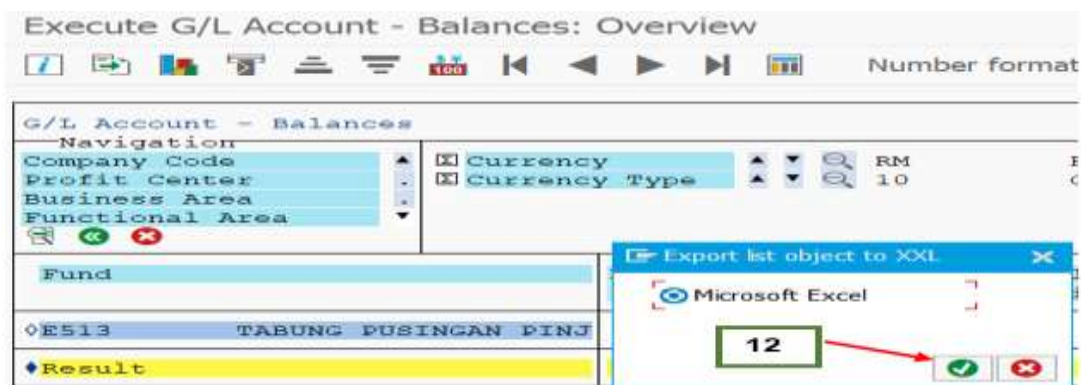 Execute G/L Account - Balances: Overview
Number format
G/L Account - Balances
Navigation
Company Code
Profit Center
Business Area
Functional Area
Currency RM
Currency Type 10
Fund
Export list object to XXL
Microsoft Excel
E513 TABUNG PUSINGAN PINJ
12
Result